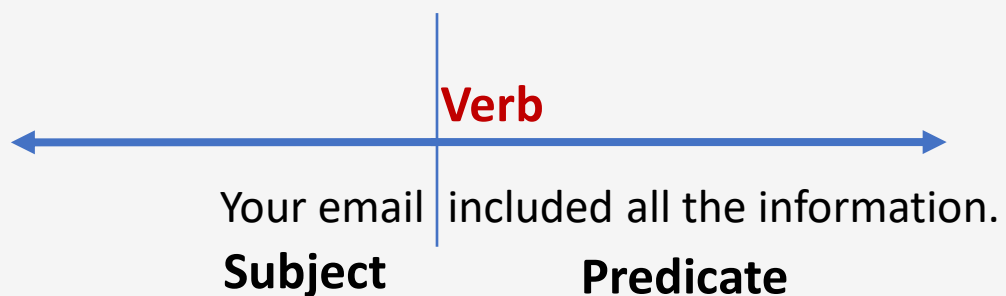 Verb
Your email included all the information.
Subject Predicate